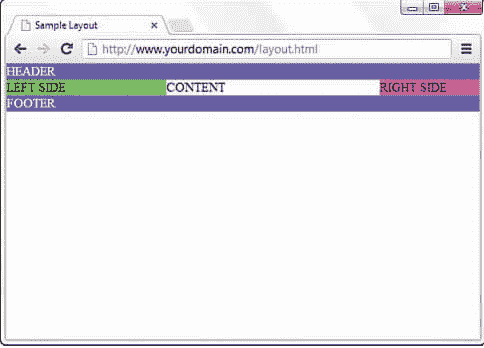 Sample Layout
http://www.yourdomain.com/layout.html
HEADER
LEFT SIDE CONTENT RIGHT SIDE
FOOTER